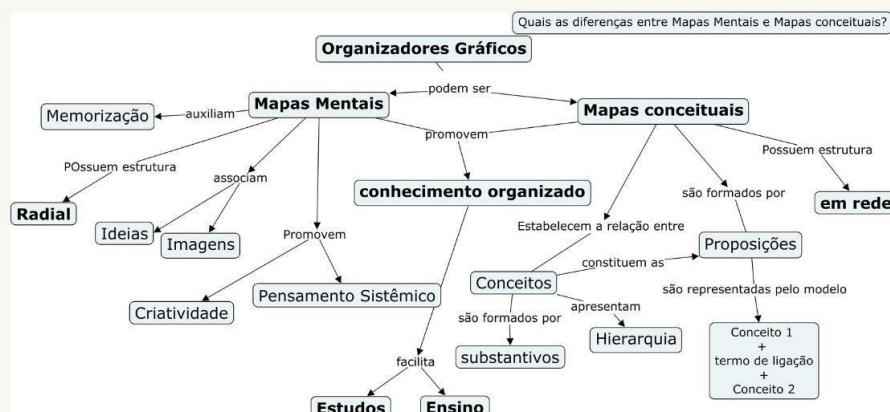 Quais as diferenças entre Mapas Mentais e Mapas conceituais?
Organizadores Gráficos
podem ser
Mapas Mentais
Mapas conceituais
auxiliam
Memorização
POssuem estrutura
Radial
associam
Ideias
Imagens
Promovem
Criatividade
Pensamento Sistêmico
promovem
conhecimento organizado
facilita
Estudos
Ensino
Estabelecem a relação entre
Conceitos
são formados por
substantivos
apresentam
Hierarquia
constituem as
são formados por
Proposições
são representadas pelo modelo
Conceito 1
+
termo de ligação
+
Conceito 2
Possuem estrutura
em rede